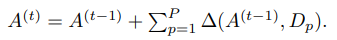 A^{(t)} = A^{(t-1)} + \sum_{p=1}^{P} \Delta(A^{(t-1)}, D_p).